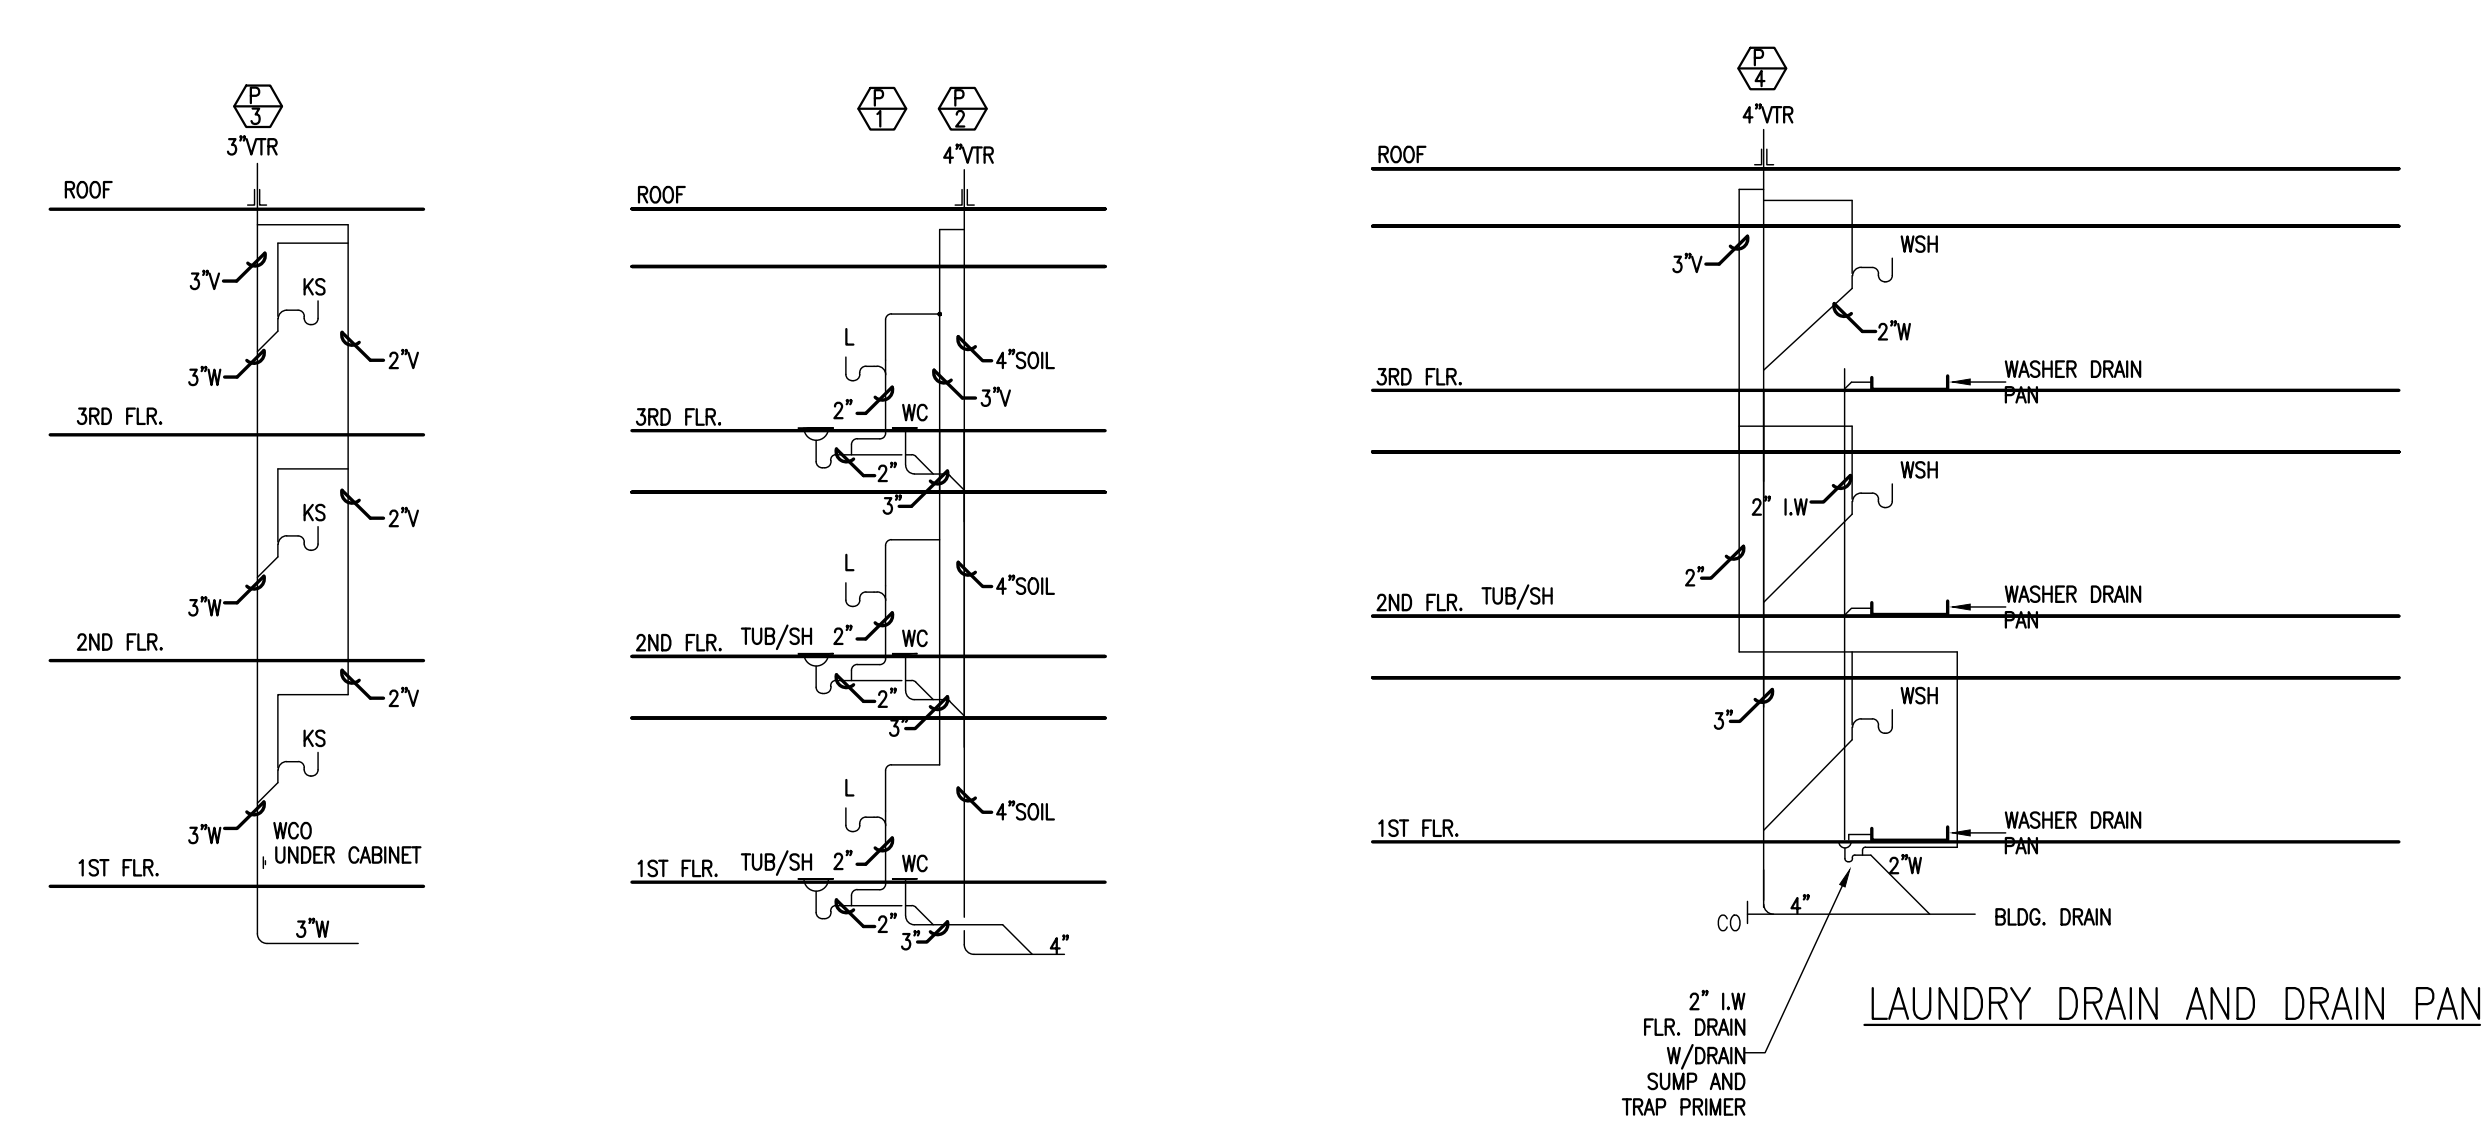 P
3
3"VTR
ROOF
3"V
KS
3"W
2"V
3RD FLR.
KS
2"V
3"W
2ND FLR.
2"V
KS
3"W
WCO
UNDER CABINET
1ST FLR.
3"W
P
1
P
2
4"VTR
ROOF
L
4"SOIL
3"V
2"
WC
3RD FLR.
2"
3"
L
4"SOIL
2ND FLR.
TUB/SH
2"
WC
2"
3"
L
4"SOIL
1ST FLR.
TUB/SH
2"
WC
2"
3"
4"
P
4
4"VTR
ROOF
WSH
3"V
2"W
WASHER DRAIN
PAN
3RD FLR.
WSH
2" I.W
2"
WASHER DRAIN
PAN
2ND FLR.
TUB/SH
WSH
3"
WASHER DRAIN
PAN
1ST FLR.
2"W
4"
CO
BLDG. DRAIN
2" I.W
FLR. DRAIN
W/DRAIN
SUMP AND
TRAP PRIMER
LAUNDRY DRAIN AND DRAIN PAN